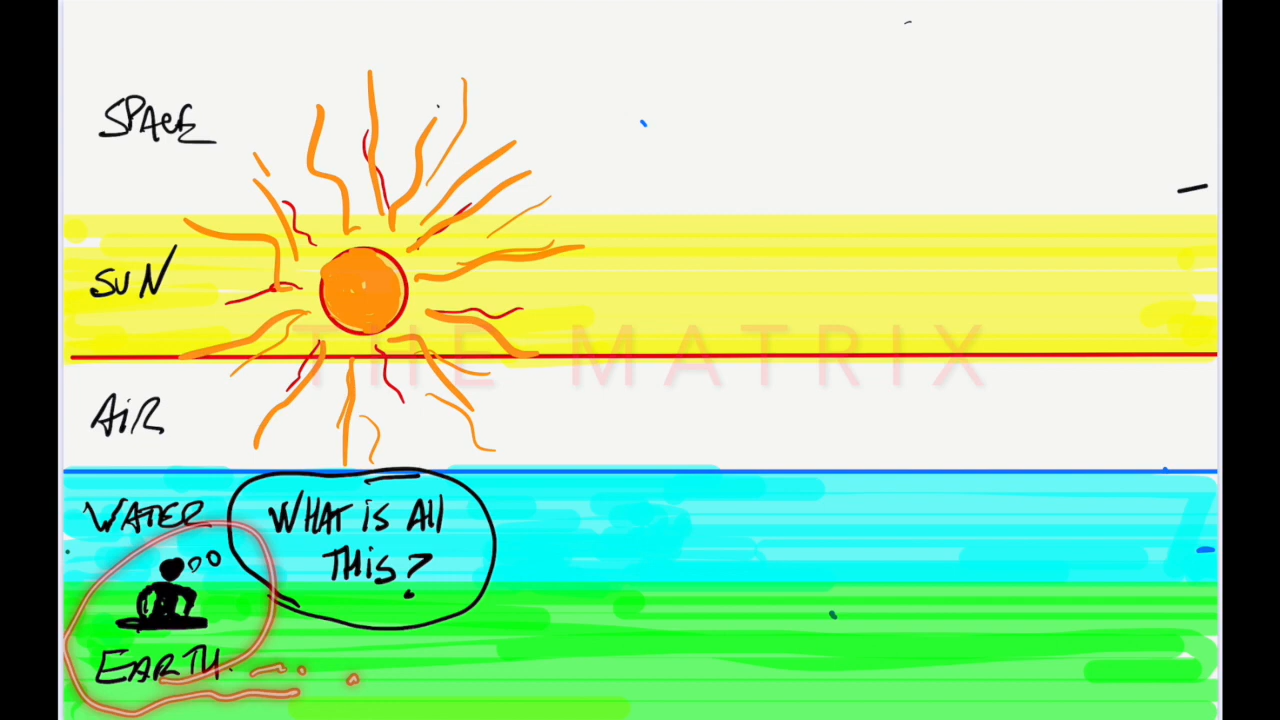 SPACE
SUN
THE MATRIX
AiR
WATER
WHAT iS All
THiS?
EARTH.